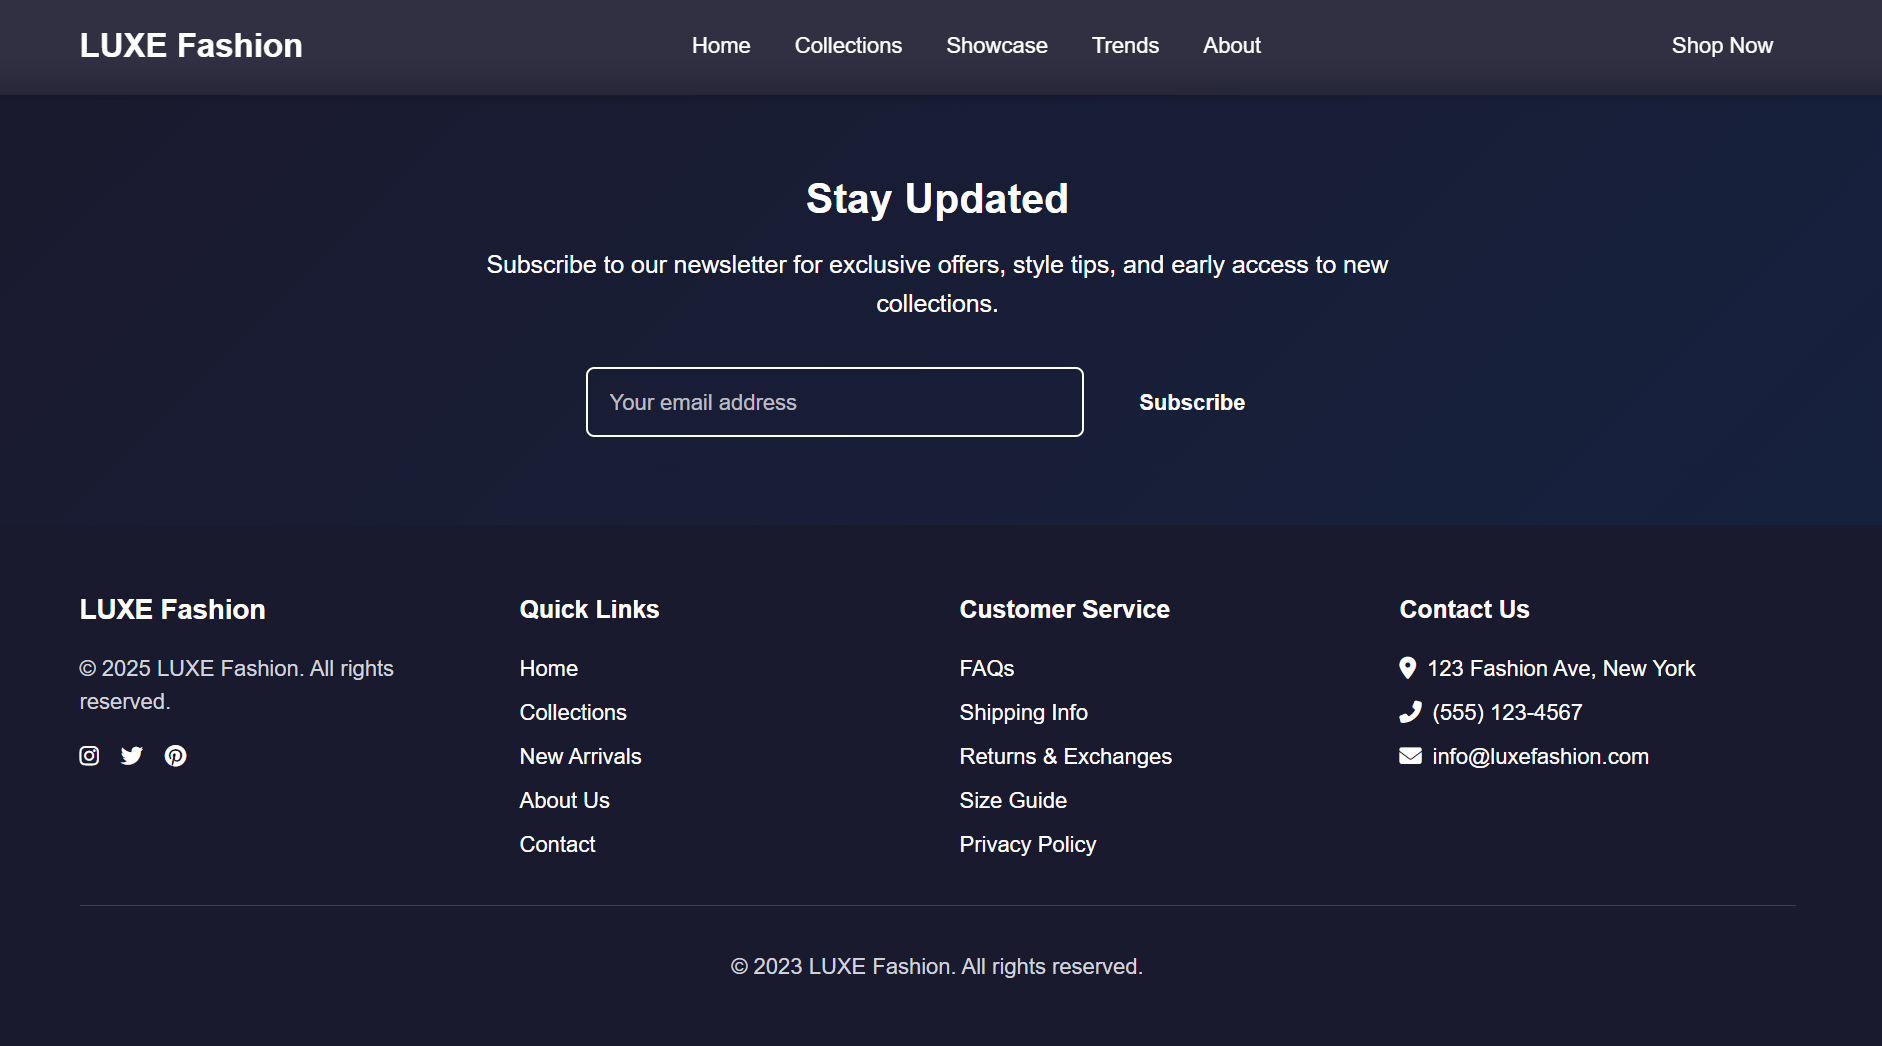 LUXE Fashion
Home
Collections
Showcase
Trends
About
Shop Now
Stay Updated
Subscribe to our newsletter for exclusive offers, style tips, and early access to new
collections.
Your email address
Subscribe
LUXE Fashion
© 2025 LUXE Fashion. All rights
reserved.
Quick Links
Home
Collections
New Arrivals
About Us
Contact
Customer Service
FAQs
Shipping Info
Returns & Exchanges
Size Guide
Privacy Policy
Contact Us
123 Fashion Ave, New York
(555) 123-4567
info@luxefashion.com
© 2023 LUXE Fashion. All rights reserved.